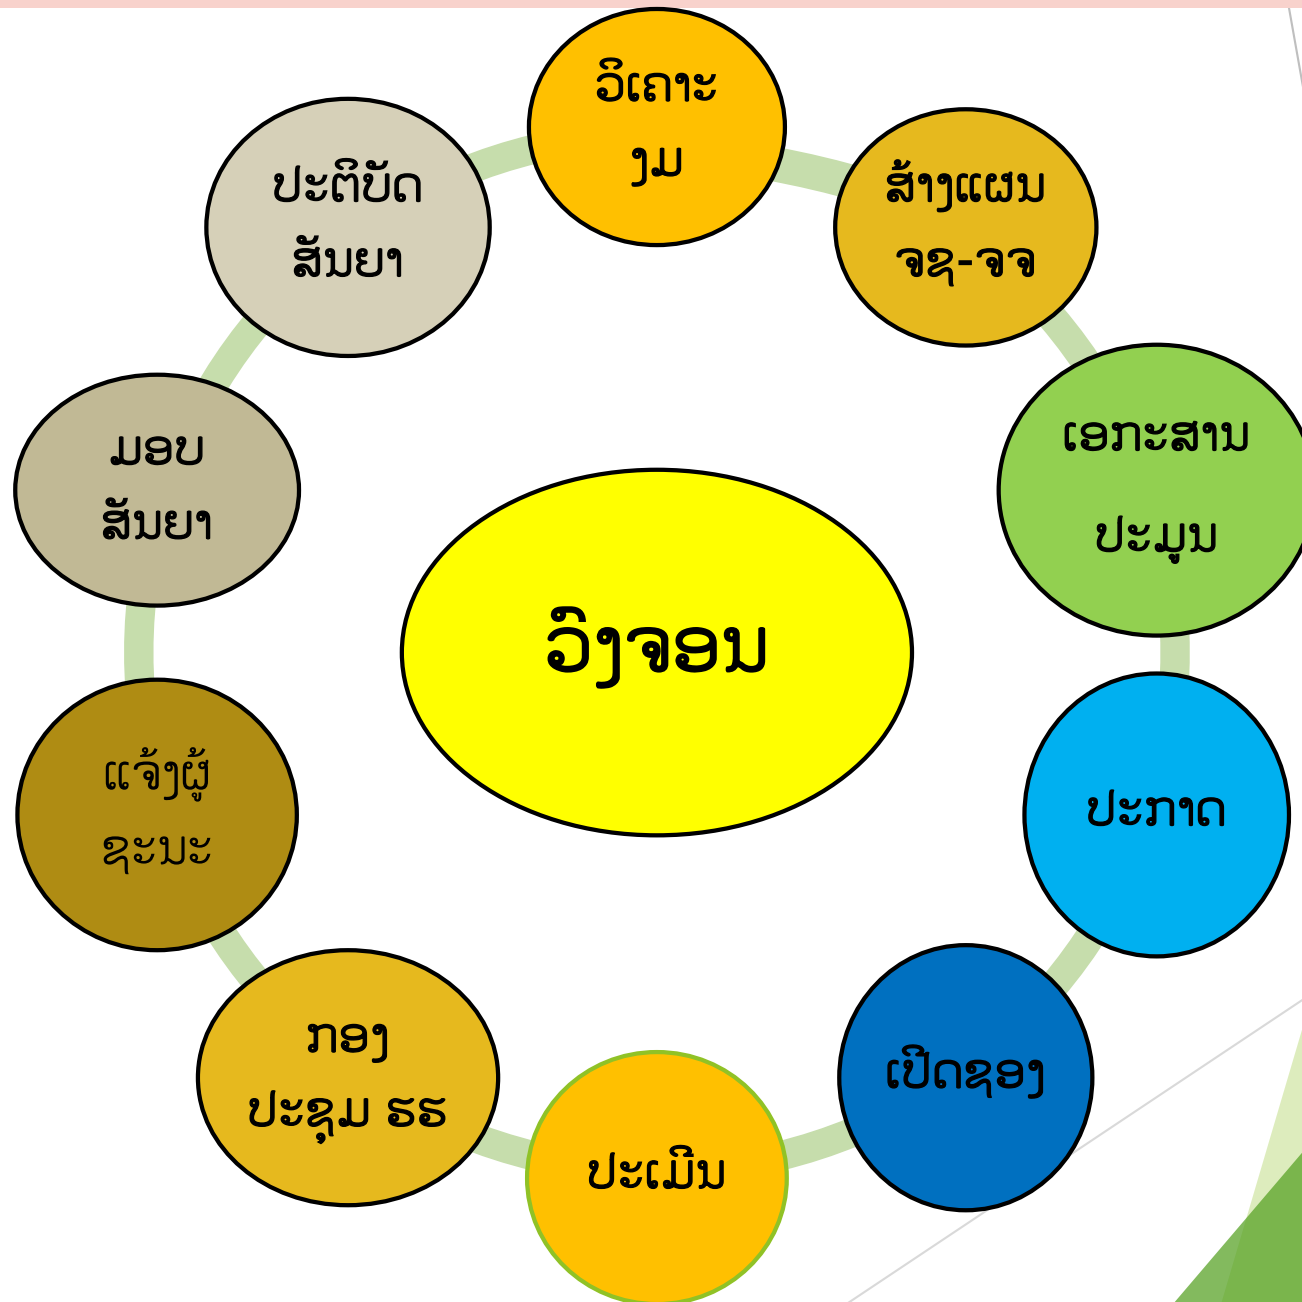 ວິເຄາະ
ງມ
ສ້າງແຜນ
ຈຊ-ຈຈ
ເອກະສານ
ປະມູນ
ປະກາດ
ເປີດຊອງ
ປະເມີນ
ກອງ
ປະຊຸມ ຮຮ
ແຈ້ງຜູ້
ຊະນະ
ມອບ
ສັນຍາ
ປະຕິບັດ
ສັນຍາ
ວົງຈອນ